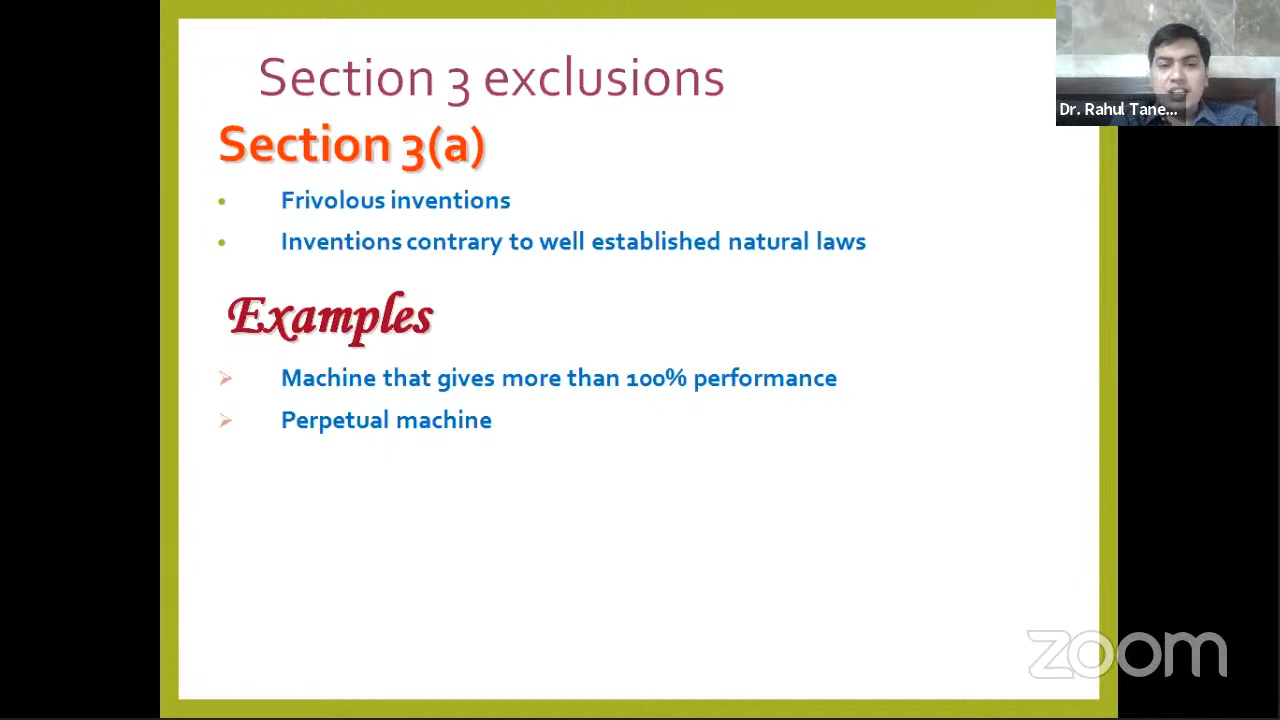 Section 3 exclusions
Section 3(a)
• Frivolous inventions
• Inventions contrary to well established natural laws
Examples
➢ Machine that gives more than 100% performance
➢ Perpetual machine
Dr. Rahul Tane...
zoom